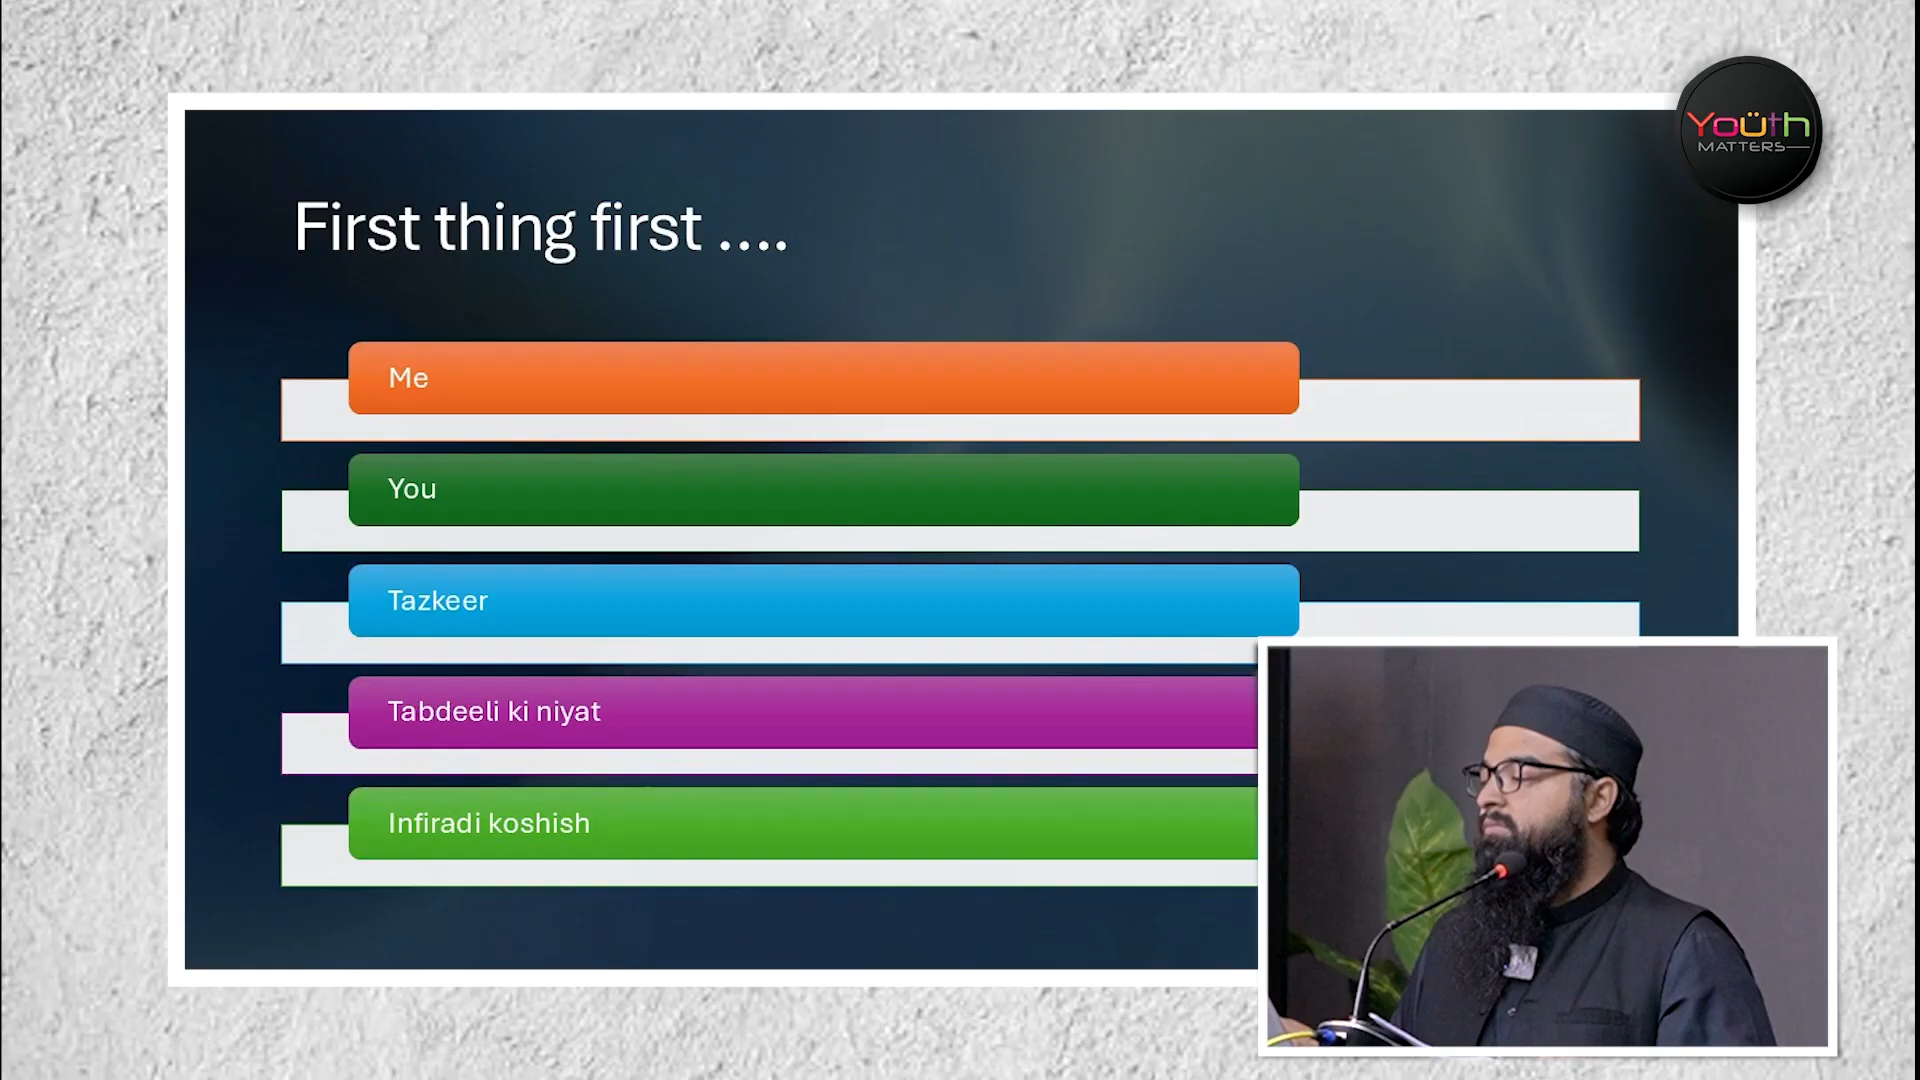 Yoüth
MATTERS
First thing first ....
Me
You
Tazkeer
Tabdeeli ki niyat
Infiradi koshish